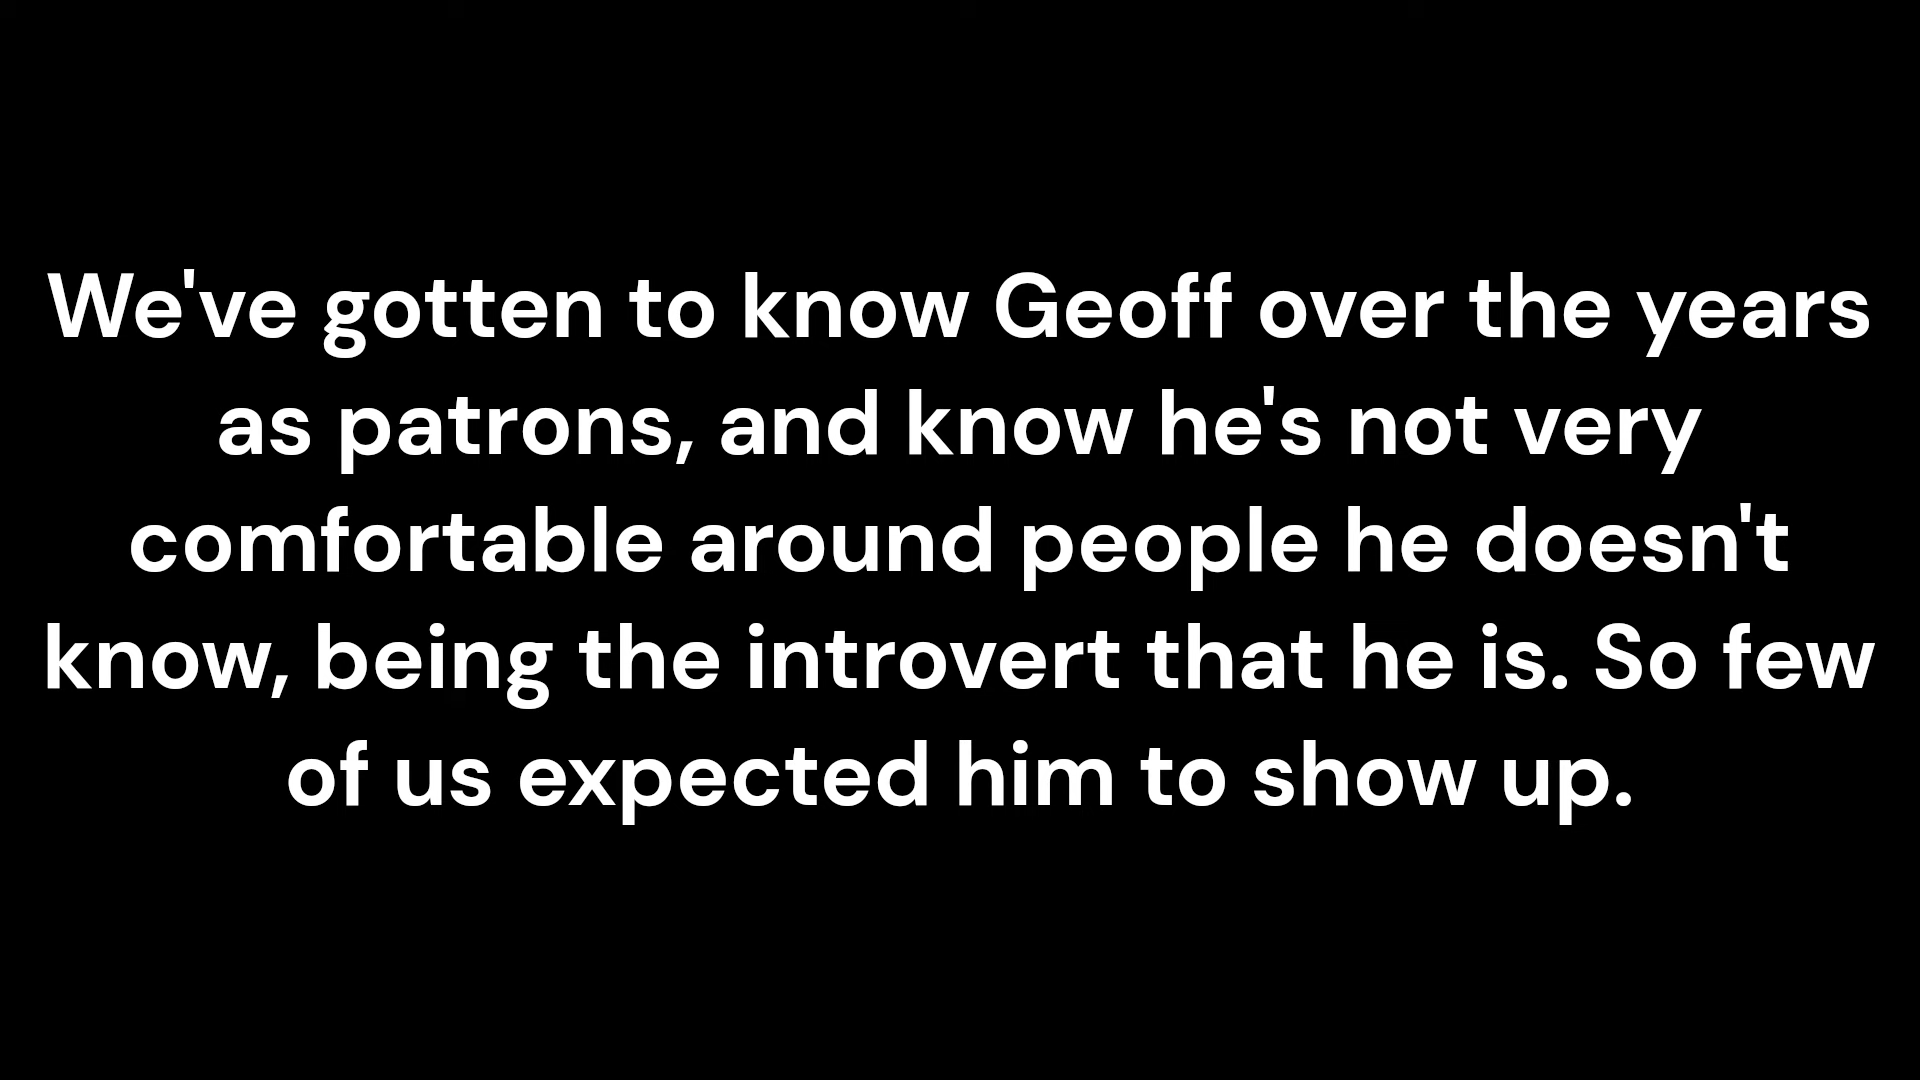 We've gotten to know Geoff over the years
as patrons, and know he's not very
comfortable around people he doesn't
know, being the introvert that he is. So few
of us expected him to show up.